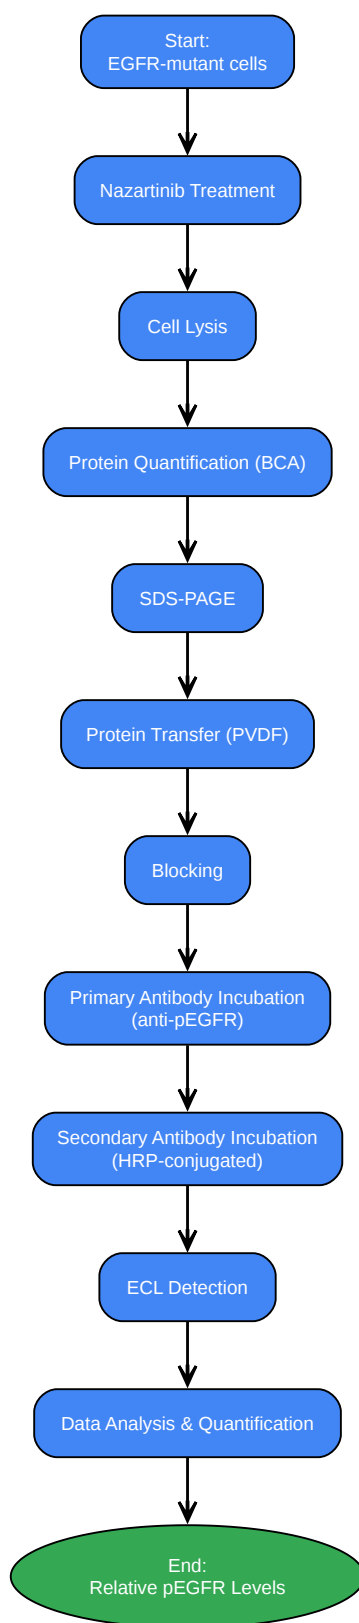 Start:
EGFR-mutant cells
Nazartinib Treatment
Cell Lysis
Protein Quantification (BCA)
SDS-PAGE
Protein Transfer (PVDF)
Blocking
Primary Antibody Incubation
(anti-pEGFR)
Secondary Antibody Incubation
(HRP-conjugated)
ECL Detection
Data Analysis & Quantification
End:
Relative pEGFR Levels